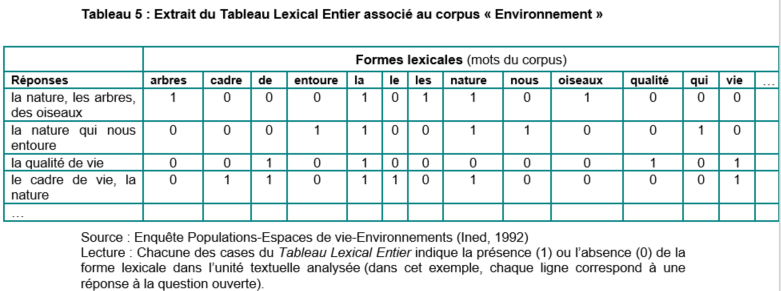 Tableau 5 : Extrait du Tableau Lexical Entier associé au corpus « Environnement »
Formes lexicales (mots du corpus)
Réponses arbres cadre de entoure la le les nature nous oiseaux qualité qui vie ...
la nature, les arbres, des oiseaux 1 0 0 0 1 0 1 1 0 1 0 0 0
la nature qui nous entoure 0 0 0 1 1 0 0 1 1 0 0 1 0
la qualité de vie 0 0 1 0 1 0 0 0 0 0 1 0 1
le cadre de vie, la nature 0 1 1 0 1 1 0 1 0 0 0 0 1
...
Source : Enquête Populations-Espaces de vie-Environnements (Ined, 1992)
Lecture : Chacune des cases du Tableau Lexical Entier indique la présence (1) ou l'absence (0) de la
forme lexicale dans l'unité textuelle analysée (dans cet exemple, chaque ligne correspond à une
réponse à la question ouverte).